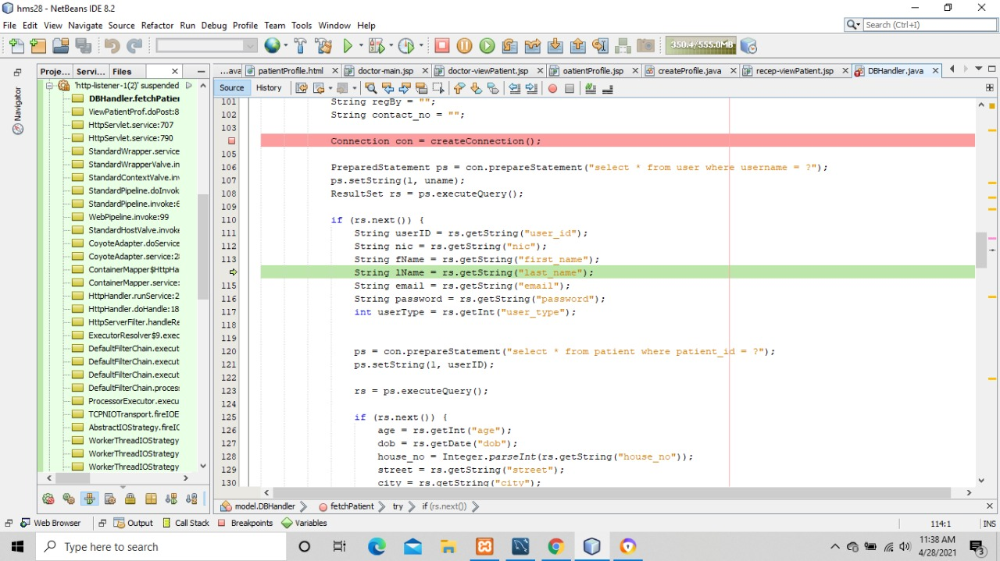 hms28 - NetBeans IDE 8.2
File Edit View Navigate Source Refactor Run Debug Profile Team Tools Window Help
Search (Ctrl+I)
350.4/555.0MB
Proje... Servi... Files
...ava patientProfile.html doctor-main.jsp doctor-viewPatient.jsp oatientProfile.jsp createProfile.java recep-viewPatient.jsp DBHandler.java
Source History
Navigator
'http-listener-1(2)' suspended
DBHandler.fetchPatier
ViewPatientProf.doPost:8
HttpServlet.service:707
HttpServlet.service:790
StandardWrapper.service
StandardWrapperValve.in
StandardContextValve.in
StandardPipeline.doInvok
StandardPipeline.invoke:6
WebPipeline.invoke:99
StandardHostValve.invoke
CoyoteAdapter.doService
CoyoteAdapter.service:28
ContainerMapper$HttpHa
ContainerMapper.service:
HttpHandler.runService:2
HttpHandler.doHandle:18
HttpServerFilter.handleRe
ExecutorResolver$9.exec
DefaultFilterChain.execut
DefaultFilterChain.execut
DefaultFilterChain.execut
DefaultFilterChain.proces
ProcessorExecutor.execu
TCPNIOTransport.fireIOE
AbstractIOStrategy.fireIC
WorkerThreadIOStrategy
WorkerThreadIOStrategy
WorkerThreadIOStrategy
101 String regBy = "";
102 String contact_no = "";
103
Connection con = createConnection();
105
106 PreparedStatement ps = con.prepareStatement("select * from user where username = ?");
107 ps.setString(1, uname);
108 ResultSet rs = ps.executeQuery();
109
110 if (rs.next()) {
111 String userID = rs.getString("user_id");
112 String nic = rs.getString("nic");
113 String fName = rs.getString("first_name");
String lName = rs.getString("last_name");
115 String email = rs.getString("email");
116 String password = rs.getString("password");
117 int userType = rs.getInt("user_type");
118
119
120 ps = con.prepareStatement("select * from patient where patient_id = ?");
121 ps.setString(1, userID);
122
123 rs = ps.executeQuery();
124
125 if (rs.next()) {
126 age = rs.getInt("age");
127 dob = rs.getDate("dob");
128 house_no = Integer.parseInt(rs.getString("house_no"));
129 street = rs.getString("street");
130 city = rs.getString("city");
model.DBHandler fetchPatient try if (rs.next())
Web Browser Output Call Stack Breakpoints Variables
114:1 INS
Type here to search
11:38 AM
4/28/2021
3